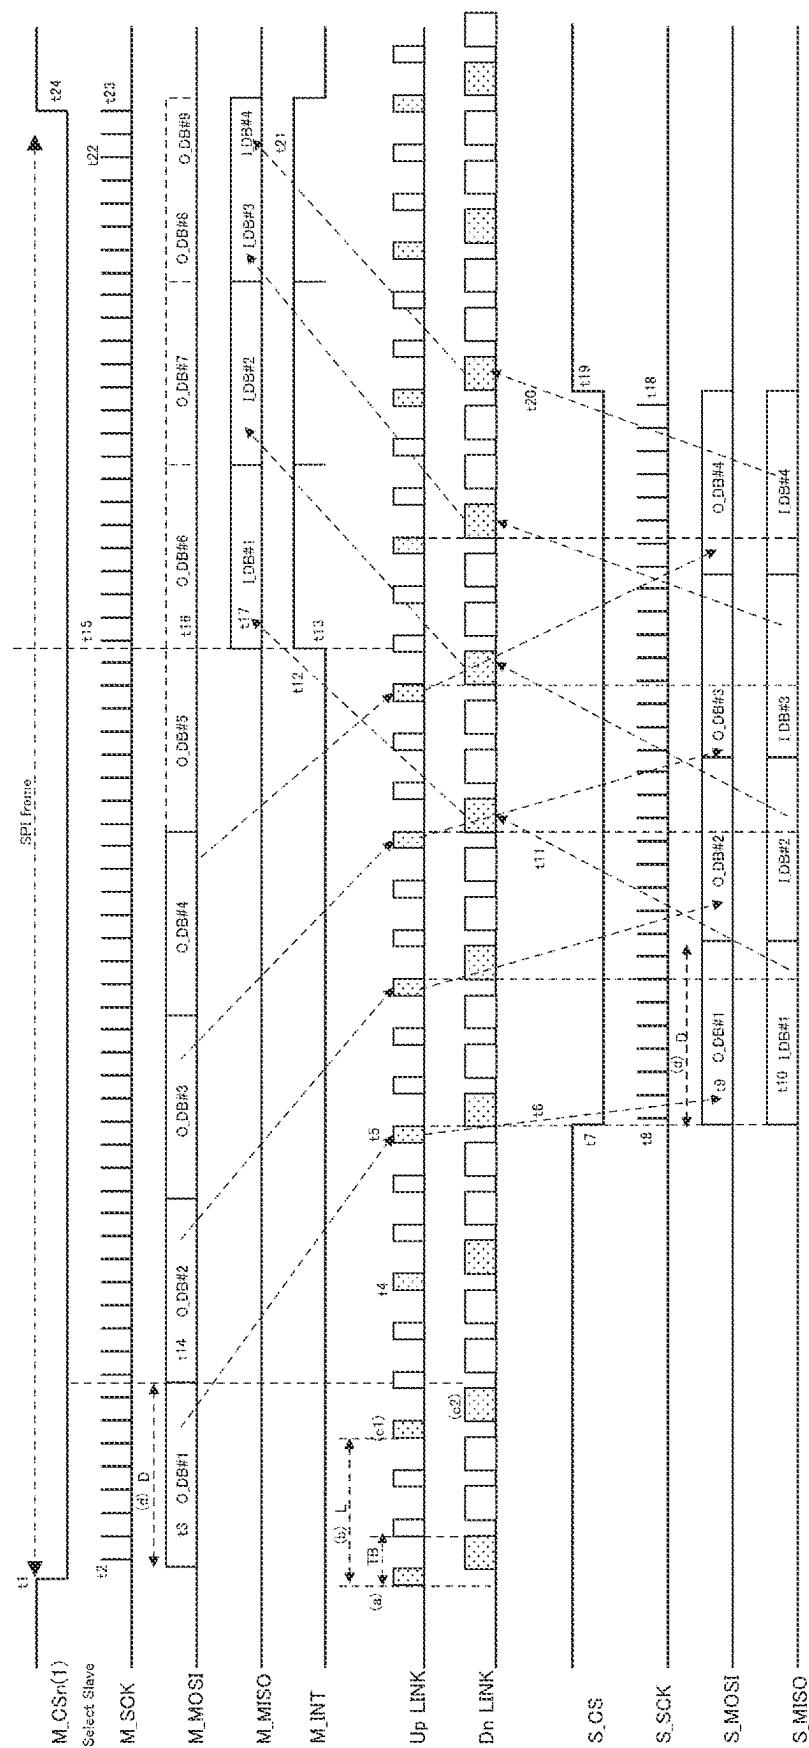 M_CSn(1)
Select Slave
t1
SPI frame
t24
M_SCK
t2
(d)
D
t15
t22
t23
M_MOSI
t3
O_DB#1
t14
O_DB#2
O_DB#3
O_DB#4
O_DB#5
t16
O_DB#6
O_DB#7
O_DB#8
O_DB#9
M_MISO
t17
I_DB#1
I_DB#2
I_DB#3
I_DB#4
M_INT
t12
t13
t21
Up LINK
(a)
TB
(b)
L
(c1)
t4
t5
Dn LINK
(c2)
t6
t11
t20
S_CS
t7
t19
S_SCK
t8
t18
(d)
D
S_MOSI
t9
O_DB#1
O_DB#2
O_DB#3
O_DB#4
S_MISO
t10
I_DB#1
I_DB#2
I_DB#3
I_DB#4